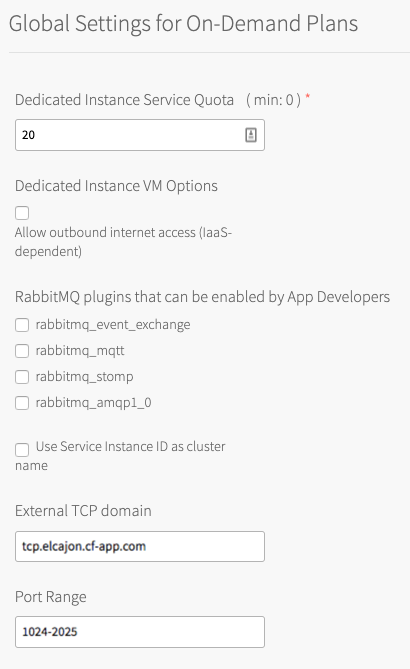 Global Settings for On-Demand Plans
Dedicated Instance Service Quota ( min: 0 ) *
20
Dedicated Instance VM Options
Allow outbound internet access (IaaS-
dependent)
RabbitMQ plugins that can be enabled by App Developers
rabbitmq_event_exchange
rabbitmq_mqtt
rabbitmq_stomp
rabbitmq_amqp1_0
Use Service Instance ID as cluster
name
External TCP domain
tcp.elcajon.cf-app.com
Port Range
1024-2025